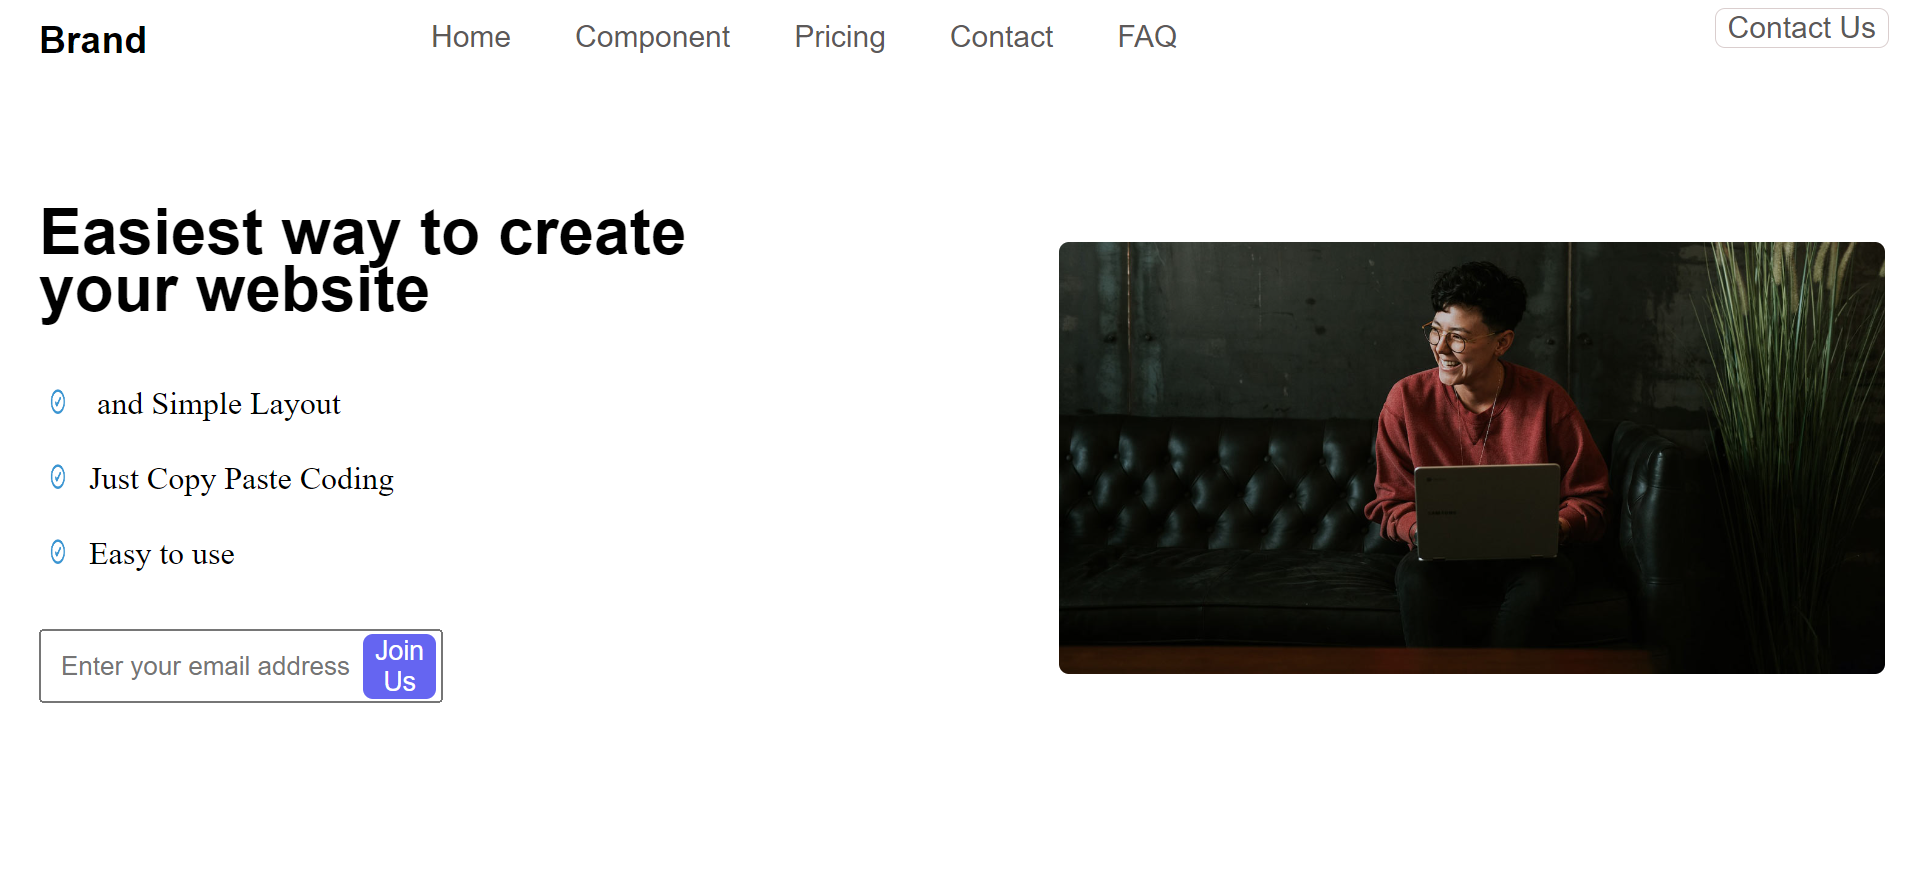 Brand
Home Component Pricing Contact FAQ
Contact Us
Easiest way to create
your website
and Simple Layout
Just Copy Paste Coding
Easy to use
Enter your email address
Join
Us